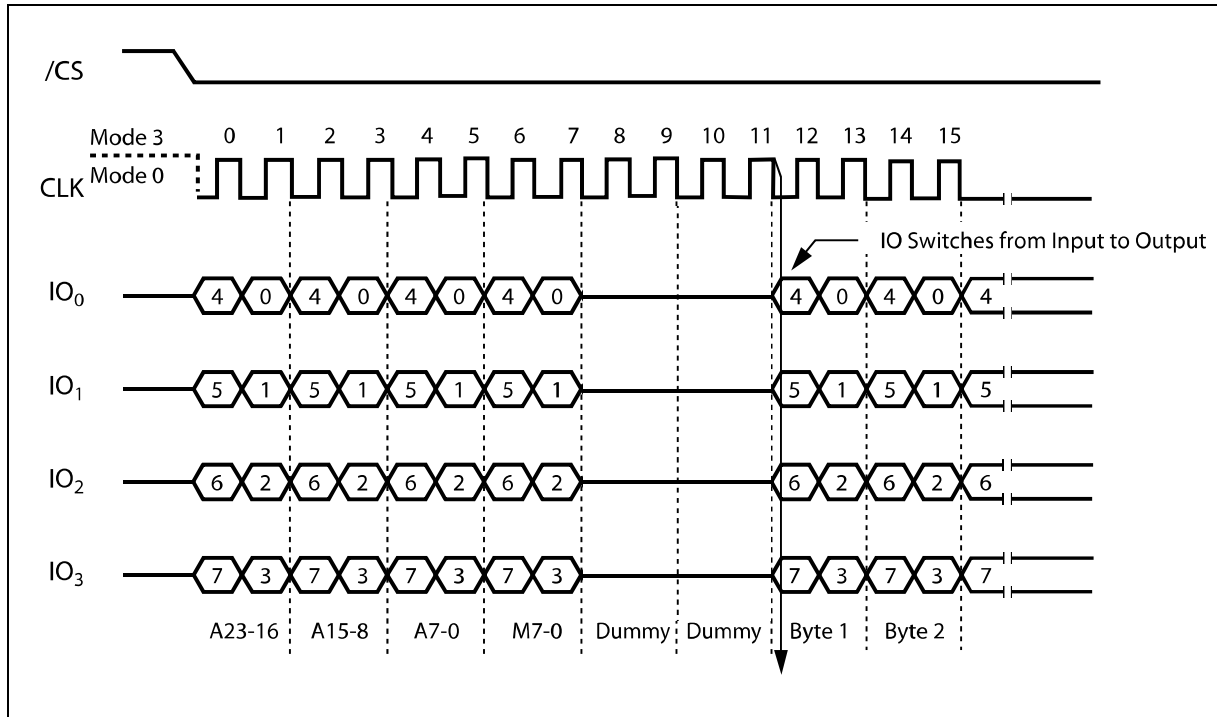 /CS
Mode 3
0 1 2 3 4 5 6 7 8 9 10 11 12 13 14 15
Mode 0
CLK
IO Switches from Input to Output
IO0 4 0 4 0 4 0 4 0 4 0 4 0 4
IO1 5 1 5 1 5 1 5 1 5 1 5 1 5
IO2 6 2 6 2 6 2 6 2 6 2 6 2 6
IO3 7 3 7 3 7 3 7 3 7 3 7 3 7
A23-16 A15-8 A7-0 M7-0 Dummy Dummy Byte 1 Byte 2